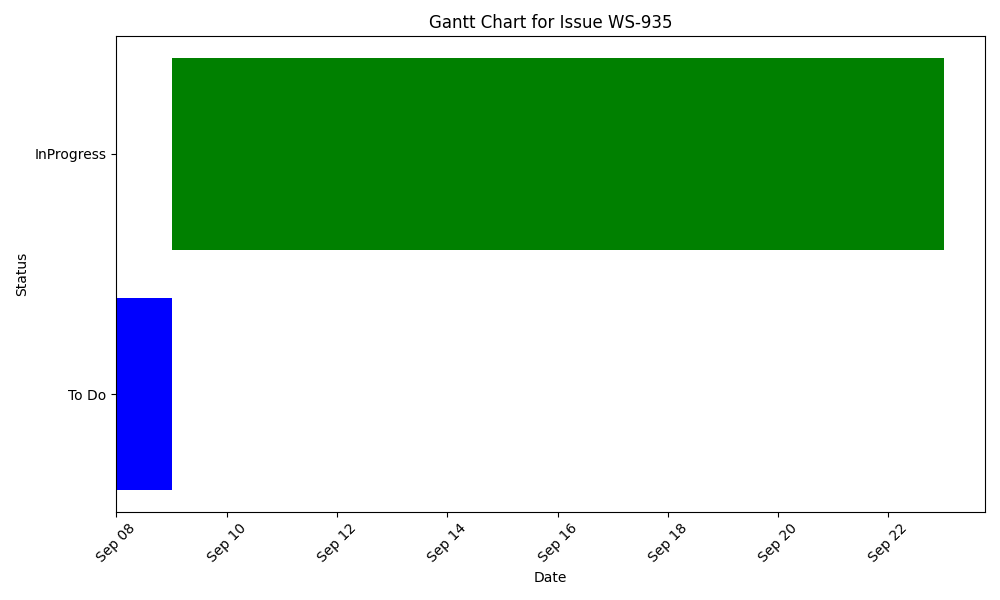 Gantt Chart for Issue WS-935
InProgress
Status
To Do
Sep 08
Sep 10
Sep 12
Sep 14
Sep 16
Sep 18
Sep 20
Sep 22
Date